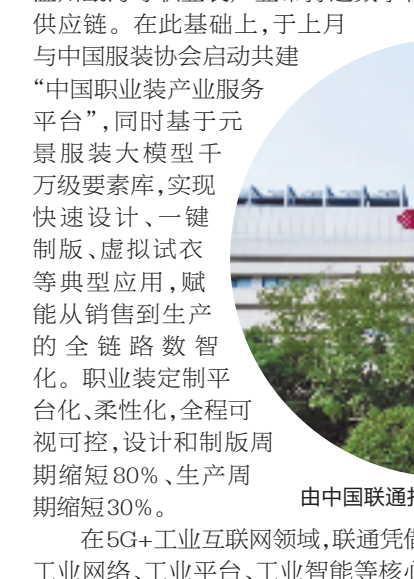 供应链。在此基础上,于上月
与中国服装协会启动共建
“中国职业装产业服务
平台”,同时基于元
景服装大模型千
万级要素库,实现
快速设计、一键
制版、虚拟试衣
等典型应用,赋
能从销售到生产
的全链路数智
化。职业装定制平
台化、柔性化,全程可
视可控,设计和制版周
期缩短80%、生产周
期缩短30%。
由中国联通
在5G+工业互联网领域,联通凭借
工业网络、工业平台、工业智能等核心